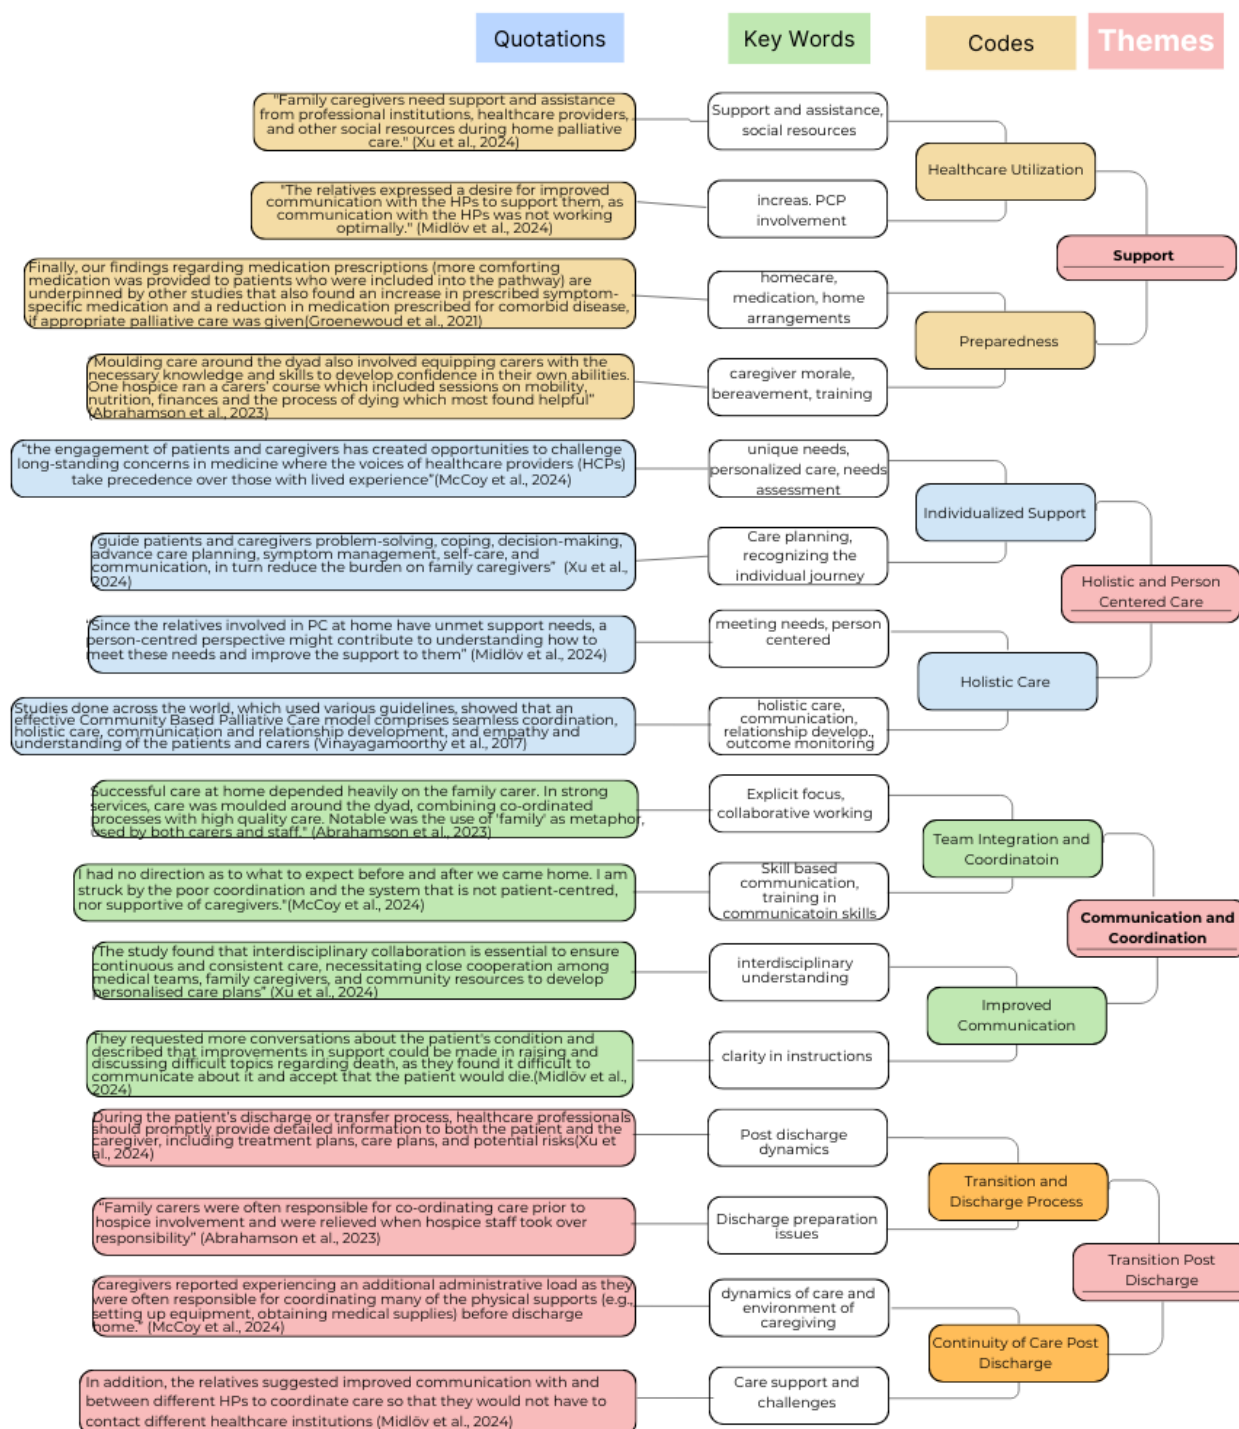 Quotations
Key Words
Codes
Themes
"Family caregivers need support and assistance
from professional institutions, healthcare providers,
and other social resources during home palliative
care." (Xu et al., 2024)
Support and assistance,
social resources
Healthcare Utilization
"The relatives expressed a desire for improved
communication with the HPs to support them, as
communication with the HPs was not working
optimally." (Midlöv et al., 2024)
increas. PCP
involvement
Support
Finally, our findings regarding medication prescriptions (more comforting
medication was provided to patients who were included into the pathway) are
underpinned by other studies that also found an increase in prescribed symptom-
specific medication and a reduction in medication prescribed for comorbid disease,
if appropriate palliative care was given(Groenewoud et al., 2021)
homecare,
medication, home
arrangements
Preparedness
"Moulding care around the dyad also involved equipping carers with the
necessary knowledge and skills to develop confidence in their own abilities.
One hospice ran a carers' course which included sessions on mobility,
nutrition, finances and the process of dying which most found helpful"
(Abrahamson et al., 2023)
caregiver morale,
bereavement, training
"the engagement of patients and caregivers has created opportunities to challenge
long-standing concerns in medicine where the voices of healthcare providers (HCPs)
take precedence over those with lived experience"(McCoy et al., 2024)
unique needs,
personalized care, needs
assessment
Individualized Support
"guide patients and caregivers problem-solving, coping, decision-making,
advance care planning, symptom management, self-care, and
communication, in turn reduce the burden on family caregivers" (Xu et al.,
2024)
Care planning,
recognizing the
individual journey
Holistic and Person
Centered Care
"Since the relatives involved in PC at home have unmet support needs, a
person-centred perspective might contribute to understanding how to
meet these needs and improve the support to them" (Midlöv et al., 2024)
meeting needs, person
centered
Holistic Care
Studies done across the world, which used various guidelines, showed that an
effective Community Based Palliative Care model comprises seamless coordination,
holistic care, communication and relationship development, and empathy and
understanding of the patients and carers (Vinayagamoorthy et al., 2017)
holistic care,
communication,
relationship develop.,
outcome monitoring
Successful care at home depended heavily on the family carer. In strong
services, care was moulded around the dyad, combining co-ordinated
processes with high quality care. Notable was the use of 'family' as metaphor,
used by both carers and staff." (Abrahamson et al., 2023)
Explicit focus,
collaborative working
Team Integration and
Coordinatoin
I had no direction as to what to expect before and after we came home. I am
struck by the poor coordination and the system that is not patient-centred,
nor supportive of caregivers."(McCoy et al., 2024)
Skill based
communication,
training in
communicatoin skills
Communication and
Coordination
"The study found that interdisciplinary collaboration is essential to ensure
continuous and consistent care, necessitating close cooperation among
medical teams, family caregivers, and community resources to develop
personalised care plans" (Xu et al., 2024)
interdisciplinary
understanding
Improved
Communication
They requested more conversations about the patient's condition and
described that improvements in support could be made in raising and
discussing difficult topics regarding death, as they found it difficult to
communicate about it and accept that the patient would die.(Midlöv et al.,
2024)
clarity in instructions
During the patient's discharge or transfer process, healthcare professionals
should promptly provide detailed information to both the patient and the
caregiver, including treatment plans, care plans, and potential risks(Xu et
al., 2024)
Post discharge
dynamics
Transition and
Discharge Process
"Family carers were often responsible for co-ordinating care prior to
hospice involvement and were relieved when hospice staff took over
responsibility" (Abrahamson et al., 2023)
Discharge preparation
issues
Transition Post
Discharge
"caregivers reported experiencing an additional administrative load as they
were often responsible for coordinating many of the physical supports (e.g.,
setting up equipment, obtaining medical supplies) before discharge
home." (McCoy et al., 2024)
dynamics of care and
environment of
caregiving
Continuity of Care Post
Discharge
In addition, the relatives suggested improved communication with and
between different HPs to coordinate care so that they would not have to
contact different healthcare institutions (Midlöv et al., 2024)
Care support and
challenges